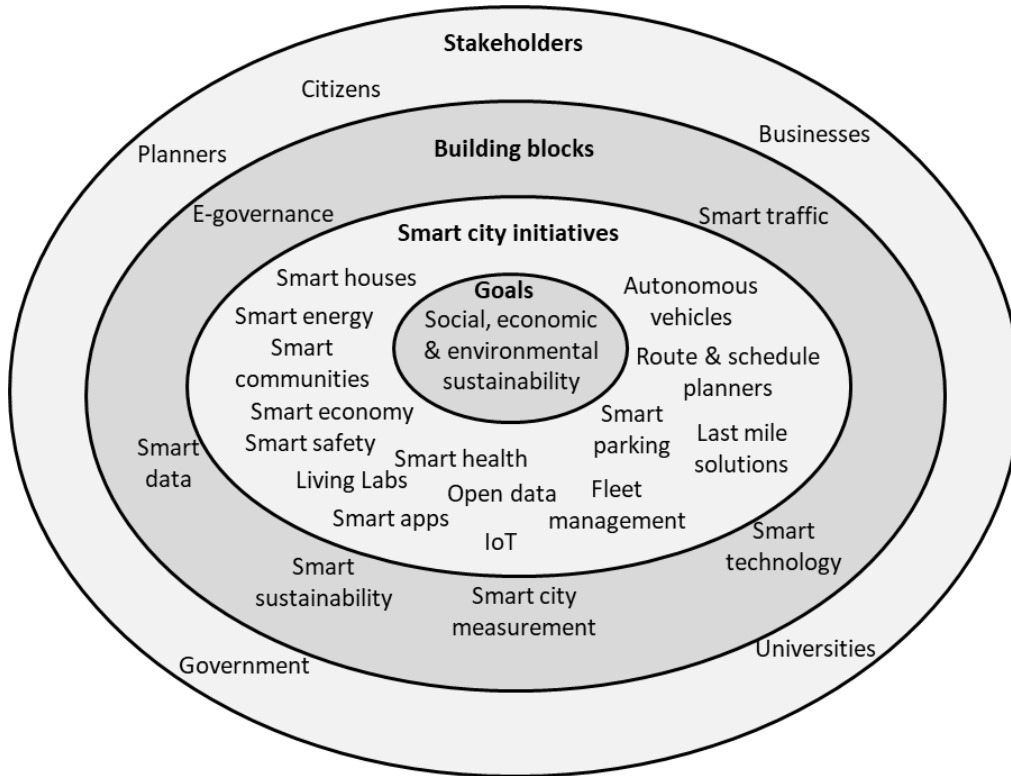 Stakeholders
Citizens
Businesses
Planners
Building blocks
E-governance
Smart traffic
Smart city initiatives
Smart houses
Goals
Social, economic
& environmental
sustainability
Autonomous
vehicles
Smart energy
Smart
communities
Route & schedule
planners
Smart economy
Smart
parking
Smart safety
Last mile
solutions
Smart
data
Smart health
Living Labs
Open data
Fleet
management
Smart apps
IoT
Smart
technology
Smart
sustainability
Smart city
measurement
Government
Universities